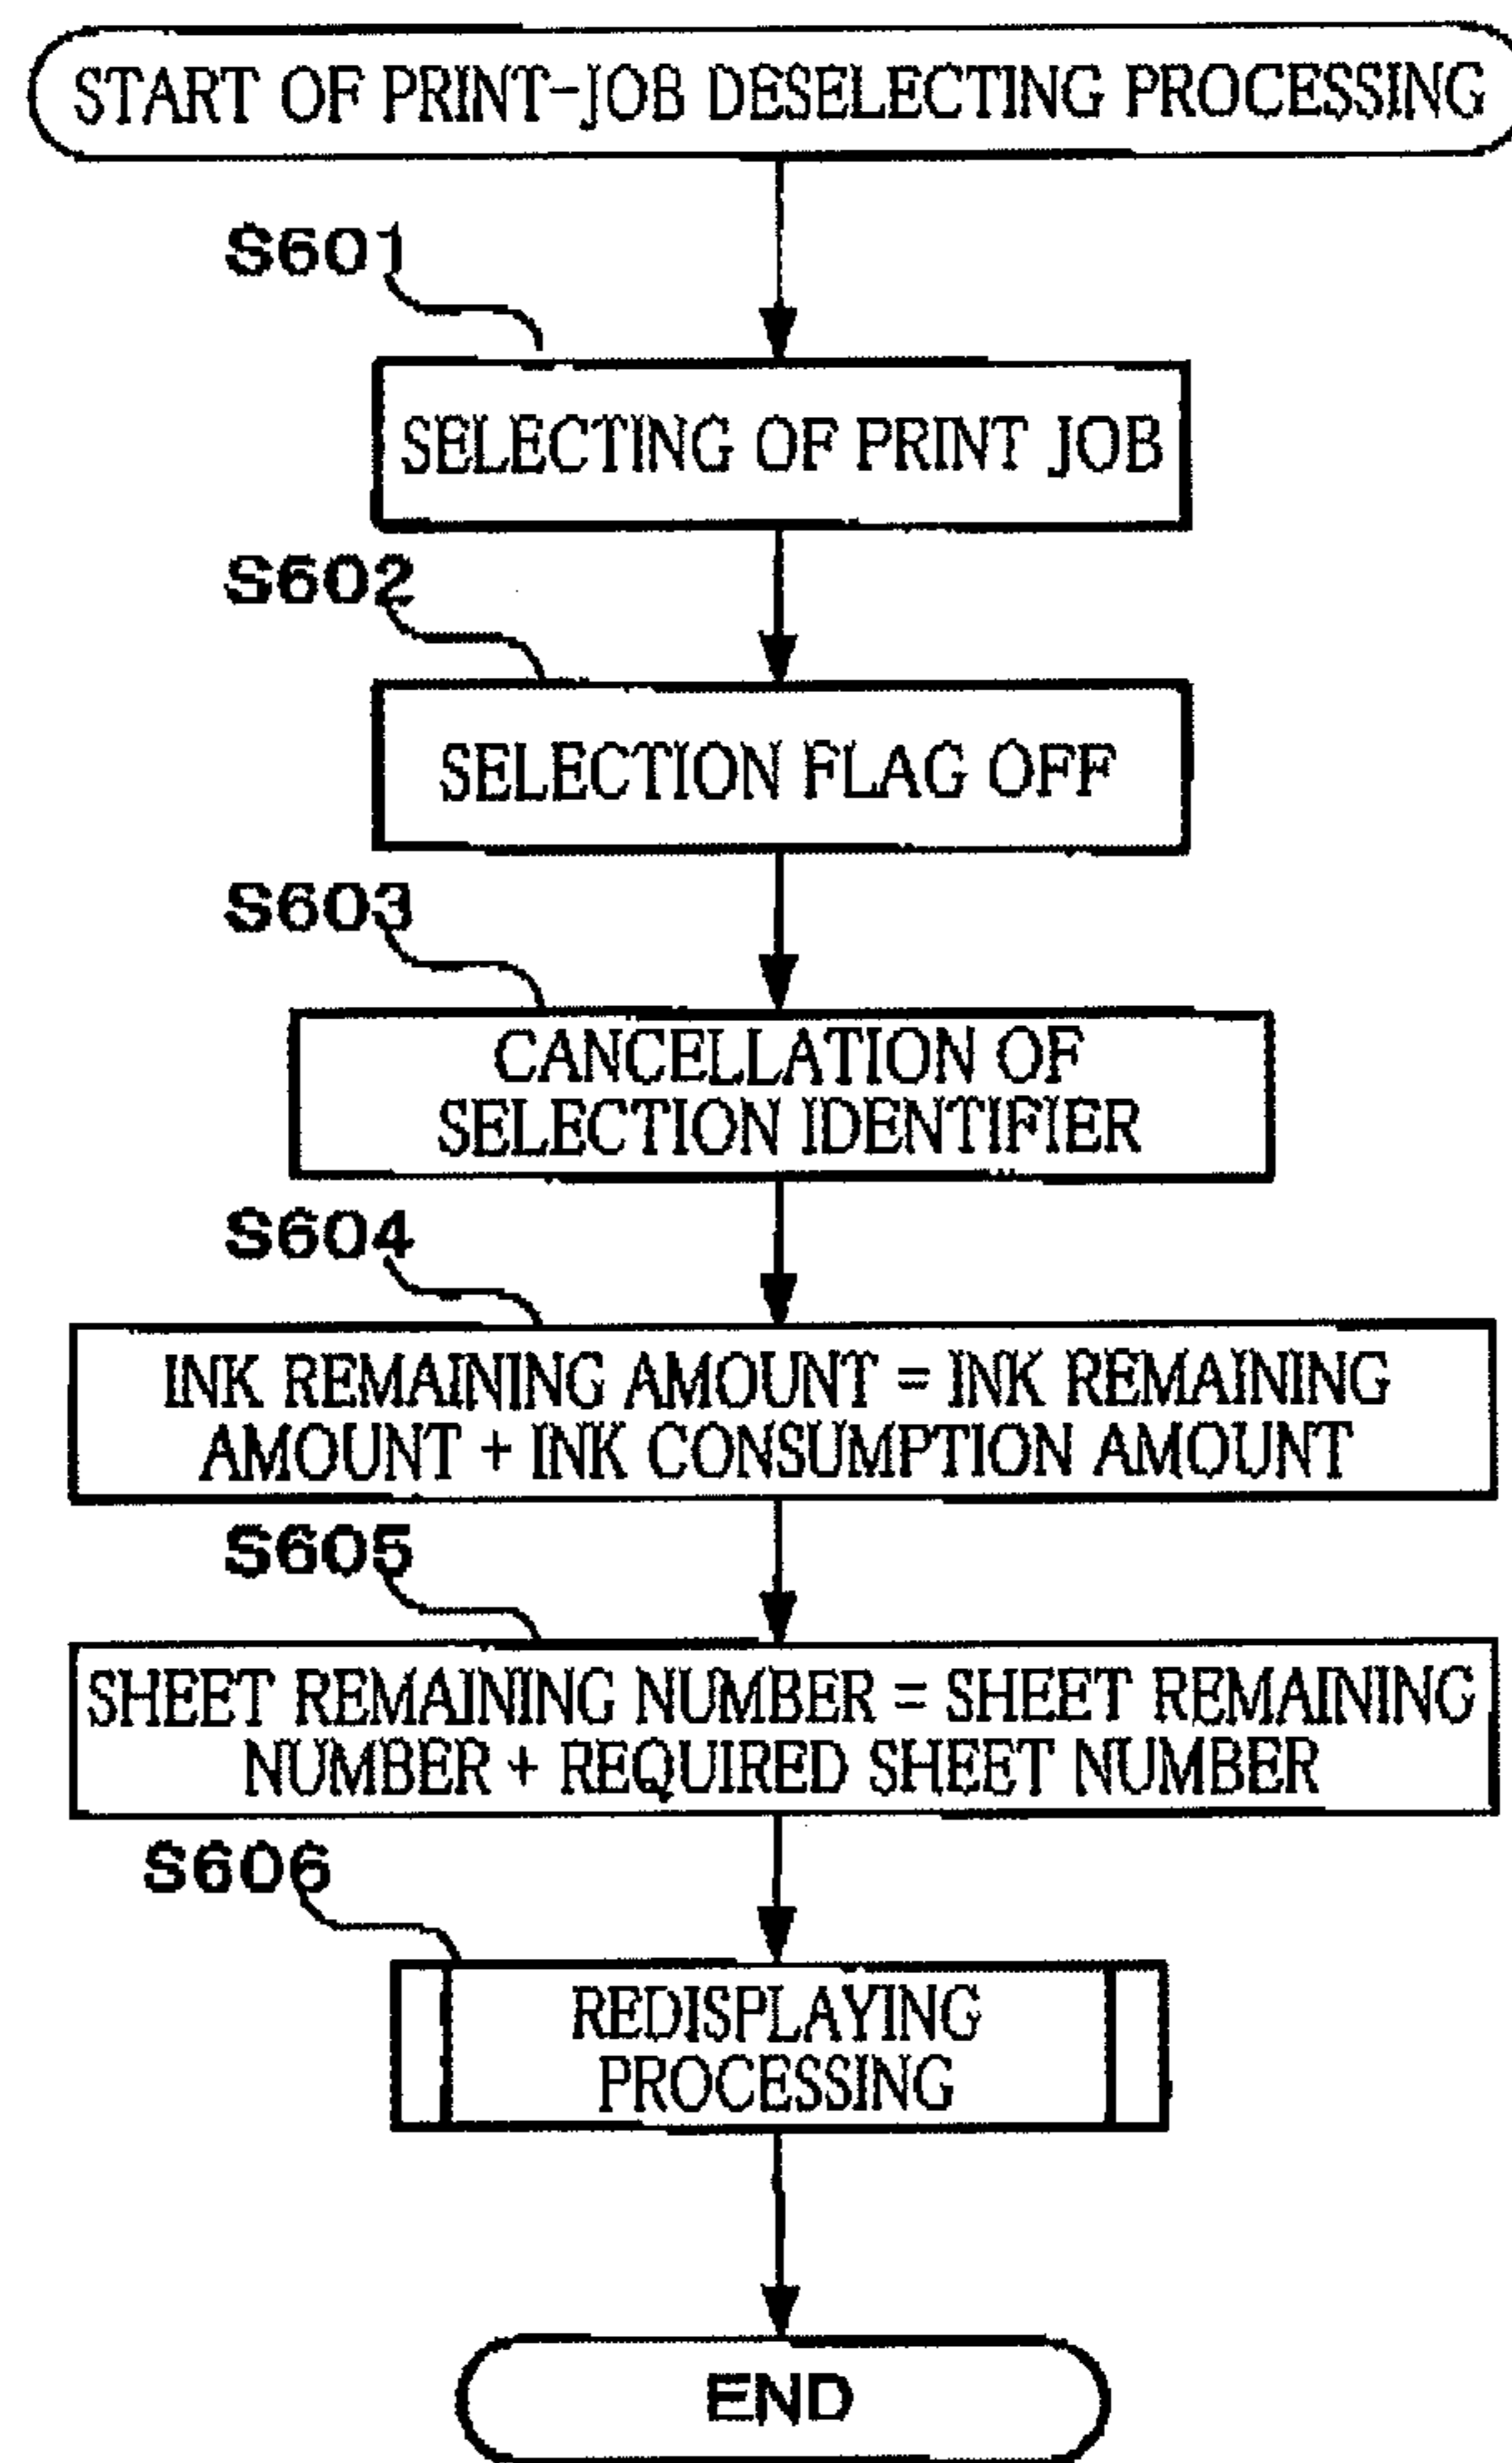 START OF PRINT-JOB DESELECTING PROCESSING
S601
SELECTING OF PRINT JOB
S602
SELECTION FLAG OFF
S603
CANCELLATION OF
SELECTION IDENTIFIER
S604
INK REMAINING AMOUNT = INK REMAINING
AMOUNT + INK CONSUMPTION AMOUNT
S605
SHEET REMAINING NUMBER = SHEET REMAINING
NUMBER + REQUIRED SHEET NUMBER
S606
REDISPLAYING
PROCESSING
END